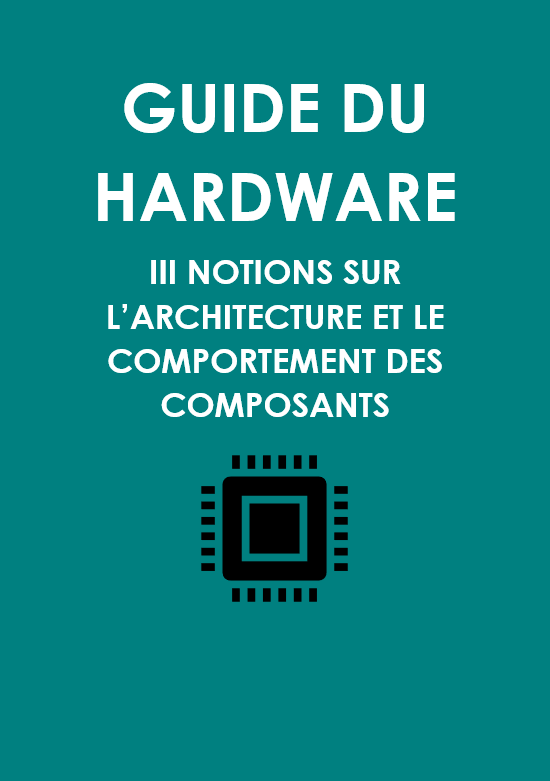 GUIDE DU
HARDWARE
III NOTIONS SUR
L’ARCHITECTURE ET LE
COMPORTEMENT DES
COMPOSANTS